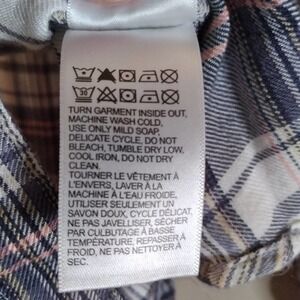 30
TURN GARMENT INSIDE OUT,
MACHINE WASH COLD,
USE ONLY MILD SOAP,
DELICATE CYCLE, DO NOT
BLEACH, TUMBLE DRY LOW,
COOL IRON, DO NOT DRY
CLEAN.
TOURNER LE VÊTEMENT À
L'ENVERS, LAVER À LA
MACHINE À L'EAU FROIDE,
UTILISER SEULEMENT UN
SAVON DOUX, CYCLE DÉLICAT,
NE PAS JAVELLISER, SÉCHER
PAR CULBUTAGE À BASSE
TEMPÉRATURE, REPASSER À
FROID, NE PAS NETTOYER À
SEC.